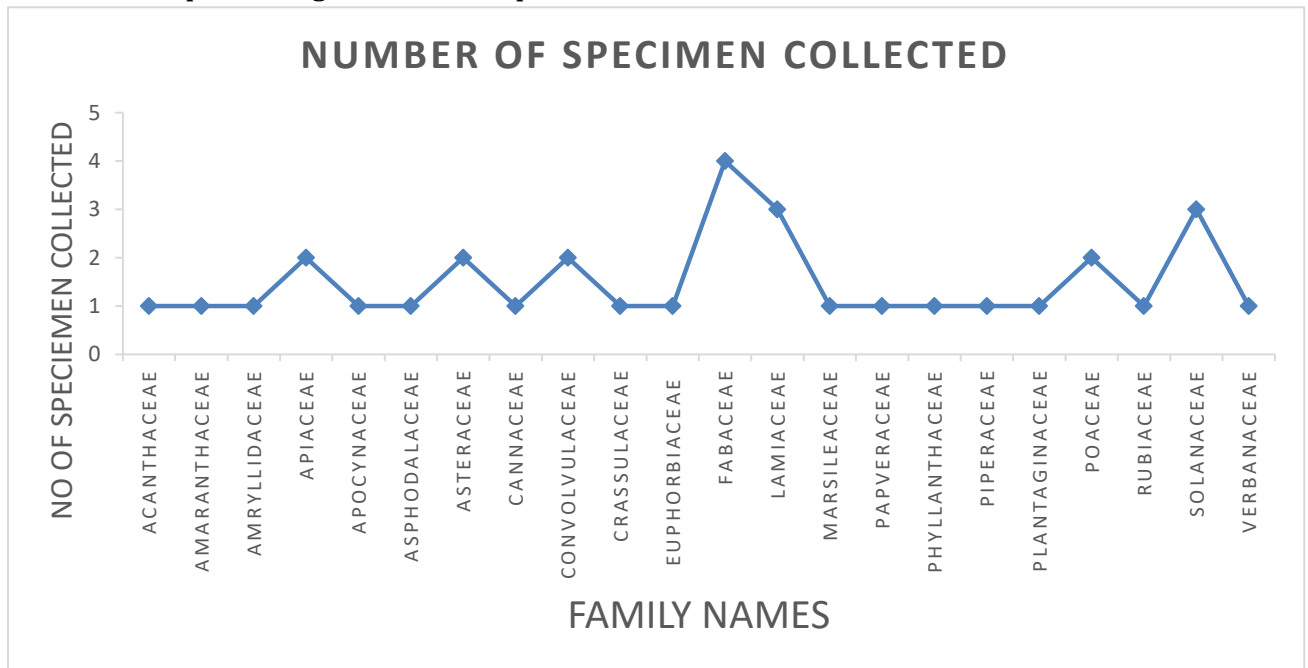 NUMBER OF SPECIMEN COLLECTED
NO OF SPECIEMEN COLLECTED
5
4
3
2
1
0
ACANTHACEAE
AMARANTHACEAE
AMRYLLIDACEAE
APIACEAE
APOCYNACEAE
ASPHODALACEAE
ASTERACEAE
CANNACEAE
CONVOLVULACEAE
CRASSULACEAE
EUPHORBIACEAE
FABACEAE
LAMIACEAE
MARSILEACEAE
PAPVERACEAE
PHYLLANTHACEAE
PIPERACEAE
PLANTAGINACEAE
POACEAE
RUBIACEAE
SOLANACEAE
VERBANACEAE
FAMILY NAMES